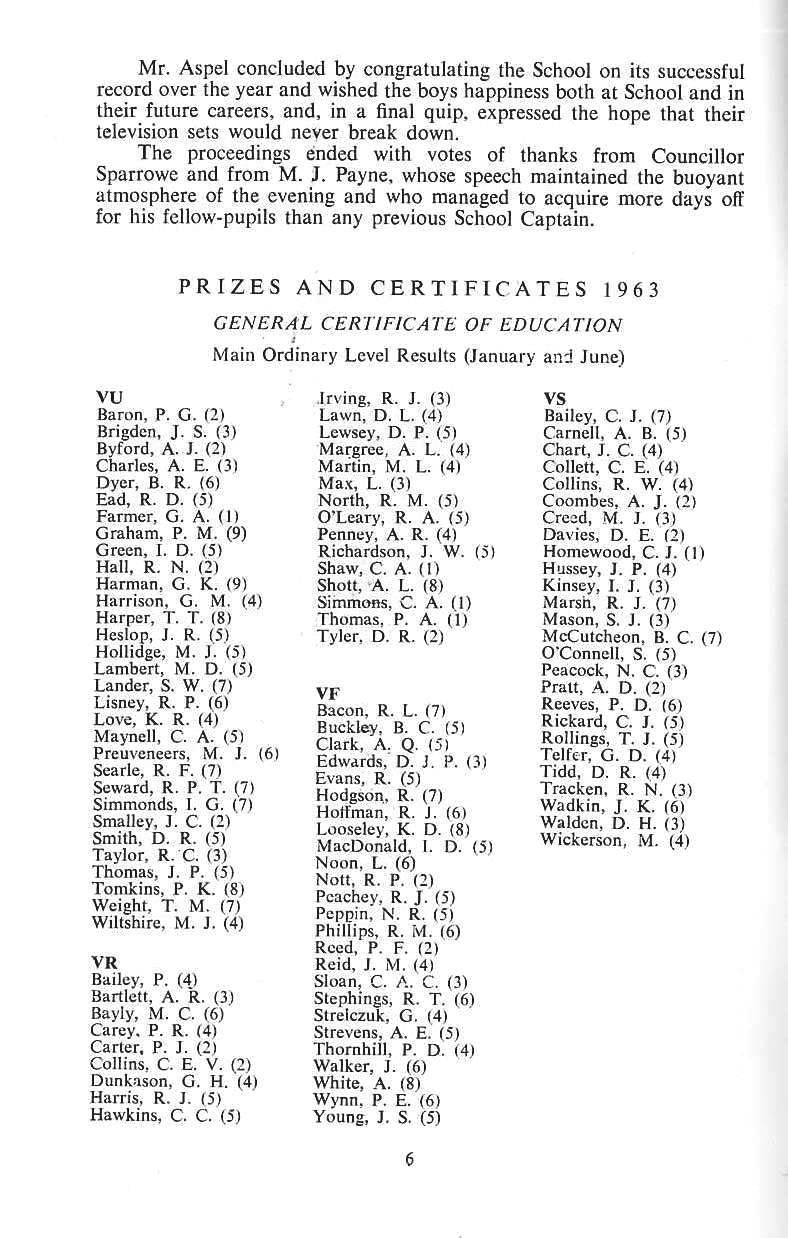 Mr. Aspel concluded by congratulating the School on its successful
record over the year and wished the boys happiness both at School and in
their future careers, and, in a final quip, expressed the hope that their
television sets would never break down.
The proceedings ended with votes of thanks from Councillor
Sparrowe and from M. J. Payne, whose speech maintained the buoyant
atmosphere of the evening and who managed to acquire more days off
for his fellow-pupils than any previous School Captain.
PRIZES AND CERTIFICATES 1963
GENERAL CERTIFICATE OF EDUCATION
Main Ordinary Level Results (January and June)
VU
Baron, P. G. (2)
Brigden, J. S. (3)
Byford, A. J. (2)
Charles, A. E. (3)
Dyer, B. R. (6)
Ead, R. D. (5)
Farmer, G. A. (1)
Graham, P. M. (9)
Green, I. D. (5)
Hall, R. N. (2)
Harman, G. K. (9)
Harrison, G. M. (4)
Harper, T. T. (8)
Heslop, J. R. (5)
Hollidge, M. J. (5)
Lambert, M. D. (5)
Lander, S. W. (7)
Lisney, R. P. (6)
Love, K. R. (4)
Maynell, C. A. (5)
Preuveneers, M. J. (6)
Searle, R. F. (7)
Seward, R. P. T. (7)
Simmonds, I. G. (7)
Smalley, J. C. (2)
Smith, D. R. (5)
Taylor, R. C. (3)
Thomas, J. P. (5)
Tomkins, P. K. (8)
Weight, T. M. (7)
Wiltshire, M. J. (4)
VR
Bailey, P. (4)
Bartlett, A. R. (3)
Bayly, M. C. (6)
Carey, P. R. (4)
Carter, P. J. (2)
Collins, C. E. V. (2)
Dunkason, G. H. (4)
Harris, R. J. (5)
Hawkins, C. C. (5)
Irving, R. J. (3)
Lawn, D. L. (4)
Lewsey, D. P. (5)
Margree, A. L. (4)
Martin, M. L. (4)
Max, L. (3)
North, R. M. (5)
O'Leary, R. A. (5)
Penney, A. R. (4)
Richardson, J. W. (5)
Shaw, C. A. (1)
Shott, A. L. (8)
Simmons, C. A. (1)
Thomas, P. A. (1)
Tyler, D. R. (2)
VF
Bacon, R. L. (7)
Buckley, B. C. (5)
Clark, A. Q. (5)
Edwards, D. J. P. (3)
Evans, R. (5)
Hodgson, R. (7)
Hoffman, R. J. (6)
Looseley, K. D. (8)
MacDonald, I. D. (5)
Noon, L. (6)
Nott, R. P. (2)
Peachey, R. J. (5)
Peppin, N. R. (5)
Phillips, R. M. (6)
Reed, P. F. (2)
Reid, J. M. (4)
Sloan, C. A. C. (3)
Stephings, R. T. (6)
Strelczuk, G. (4)
Strevens, A. E. (5)
Thornhill, P. D. (4)
Walker, J. (6)
White, A. (8)
Wynn, P. E. (6)
Young, J. S. (5)
VS
Bailey, C. J. (7)
Carnell, A. B. (5)
Chart, J. C. (4)
Collett, C. E. (4)
Collins, R. W. (4)
Coombes, A. J. (2)
Creed, M. J. (3)
Davies, D. E. (2)
Homewood, C. J. (1)
Hussey, J. P. (4)
Kinsey, I. J. (3)
Marsh, R. J. (7)
Mason, S. J. (3)
McCutcheon, B. C. (7)
O'Connell, S. (5)
Peacock, N. C. (3)
Pratt, A. D. (2)
Reeves, P. D. (6)
Rickard, C. J. (5)
Rollings, T. J. (5)
Telfer, G. D. (4)
Tidd, D. R. (4)
Tracken, R. N. (3)
Wadkin, J. K. (6)
Walden, D. H. (3)
Wickerson, M. (4)
6